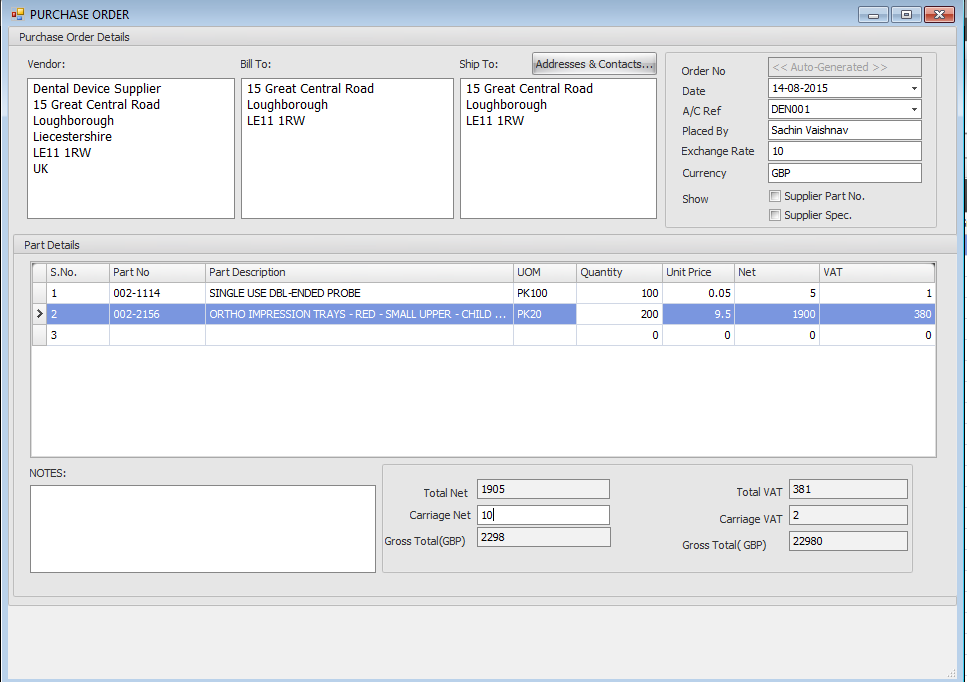 PURCHASE ORDER
Purchase Order Details
Vendor:
Bill To:
Ship To:
Addresses & Contacts...
Dental Device Supplier
15 Great Central Road
Loughborough
Liecestershire
LE11 1RW
UK
15 Great Central Road
Loughborough
LE11 1RW
15 Great Central Road
Loughborough
LE11 1RW
Order No << Auto-Generated >>
Date 14-08-2015
A/C Ref DEN001
Placed By Sachin Vaishnav
Exchange Rate 10
Currency GBP
Show Supplier Part No.
Supplier Spec.
Part Details
S.No. Part No Part Description UOM Quantity Unit Price Net VAT
1 002-1114 SINGLE USE DBL-ENDED PROBE PK100 100 0.05 5 1
2 002-2156 ORTHO IMPRESSION TRAYS - RED - SMALL UPPER - CHILD ... PK20 200 9.5 1900 380
3 0 0 0 0
NOTES:
Total Net 1905
Carriage Net 10
Gross Total(GBP) 2298
Total VAT 381
Carriage VAT 2
Gross Total( GBP) 22980